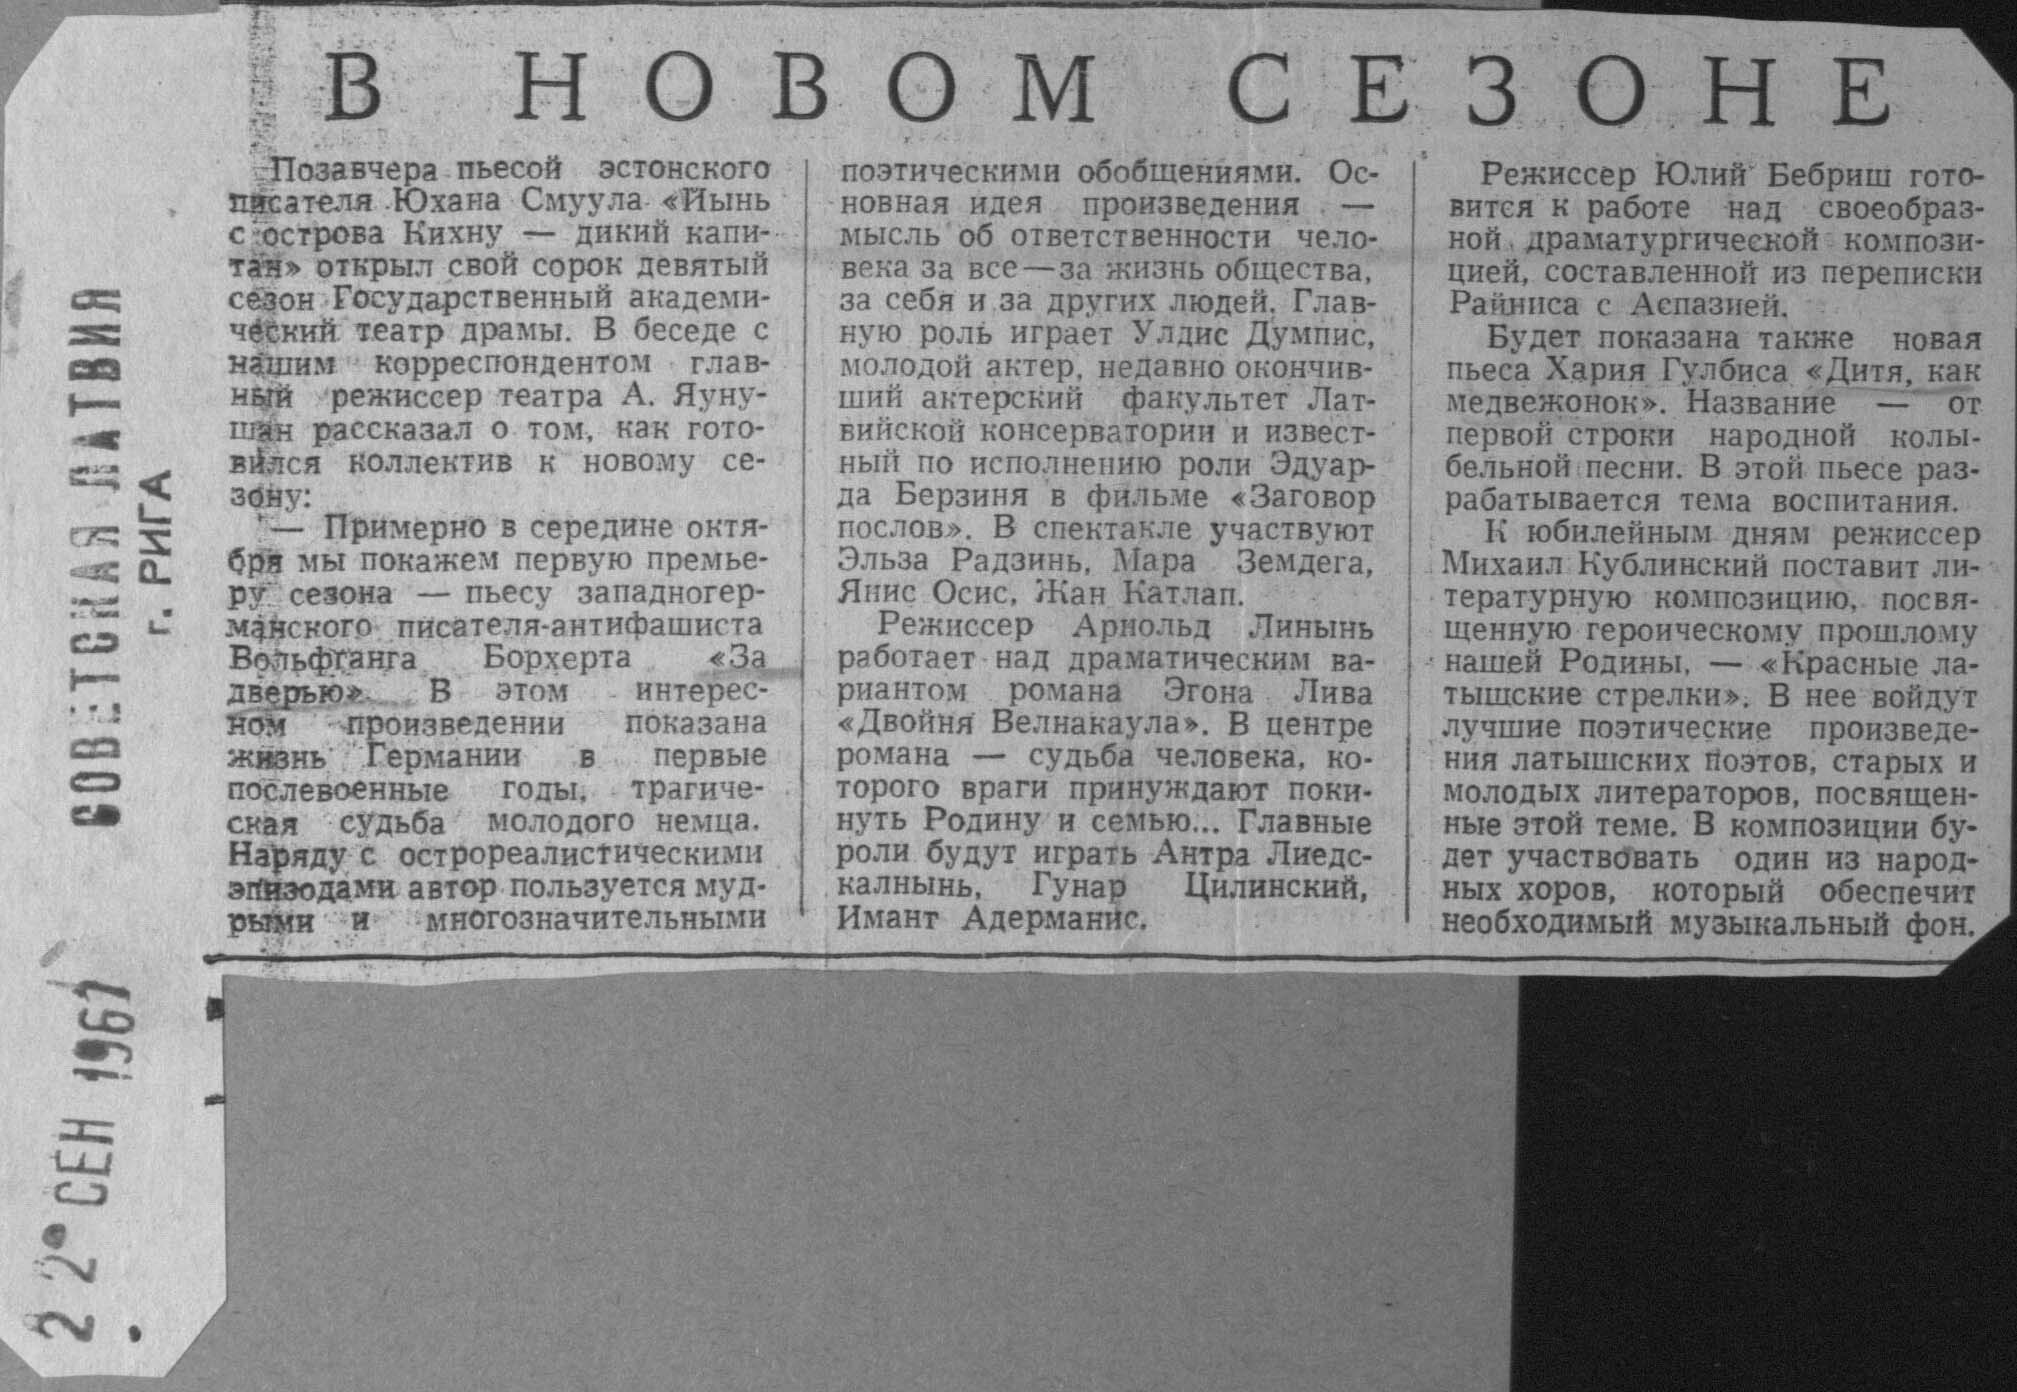 В НОВОМ СЕЗОНЕ
Позавчера пьесой эстонского
писателя Юхана Смуула «Йынь
с острова Кихну — дикий капи-
тан» открыл свой сорок девятый
сезон Государственный академи-
ческий театр драмы. В беседе с
нашим корреспондентом глав-
ный режиссер театра А. Яуну-
шан рассказал о том, как гото-
вился коллектив к новому се-
зону:
— Примерно в середине октя-
бря мы покажем первую премье-
ру сезона — пьесу западногер-
манского писателя-антифашиста
Вольфганга Борхерта «За
дверью». В этом интерес-
ном произведении показана
жизнь Германии в первые
послевоенные годы, трагиче-
ская судьба молодого немца.
Наряду с острореалистическими
эпизодами автор пользуется муд-
рыми и многозначительными
поэтическими обобщениями. Ос-
новная идея произведения —
мысль об ответственности чело-
века за все—за жизнь общества,
за себя и за других людей. Глав-
ную роль играет Улдис Думпис,
молодой актер, недавно окончив-
ший актерский факультет Лат-
вийской консерватории и извест-
ный по исполнению роли Эдуар-
да Берзиня в фильме «Заговор
послов». В спектакле участвуют
Эльза Радзинь, Мара Земдега,
Янис Осис, Жан Катлап.
Режиссер Арнольд Линынь
работает над драматическим ва-
риантом романа Эгона Лива
«Двойня Велнакаула». В центре
романа — судьба человека, ко-
торого враги принуждают поки-
нуть Родину и семью... Главные
роли будут играть Антра Лиедс-
калнынь, Гунар Цилинский,
Имант Адерманис.
Режиссер Юлий Бебриш гото-
вится к работе над своеобраз-
ной драматургической компози-
цией, составленной из переписки
Райниса с Аспазией.
Будет показана также новая
пьеса Хария Гулбиса «Дитя, как
медвежонок». Название — от
первой строки народной колы-
бельной песни. В этой пьесе раз-
рабатывается тема воспитания.
К юбилейным дням режиссер
Михаил Кублинский поставит ли-
тературную композицию, посвя-
щенную героическому прошлому
нашей Родины, — «Красные ла-
тышские стрелки». В нее войдут
лучшие поэтические произведе-
ния латышских поэтов, старых и
молодых литераторов, посвящен-
ные этой теме. В композиции бу-
дет участвовать один из народ-
ных хоров, который обеспечит
необходимый музыкальный фон.
СОВЕТСКАЯ ЛАТВИЯ
г. РИГА
22 СЕН 1967